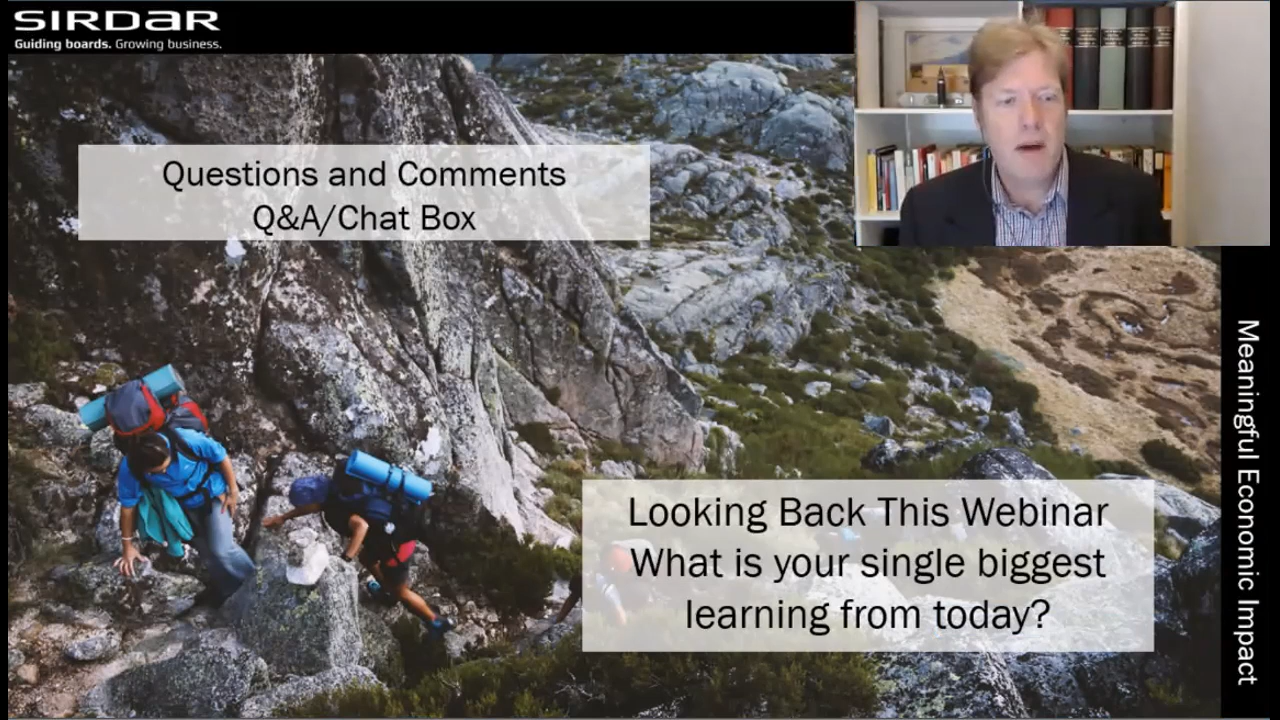 SIRDAR
Guiding boards. Growing business.
Questions and Comments
Q&A/Chat Box
Looking Back This Webinar
What is your single biggest
learning from today?
Meaningful Economic Impact